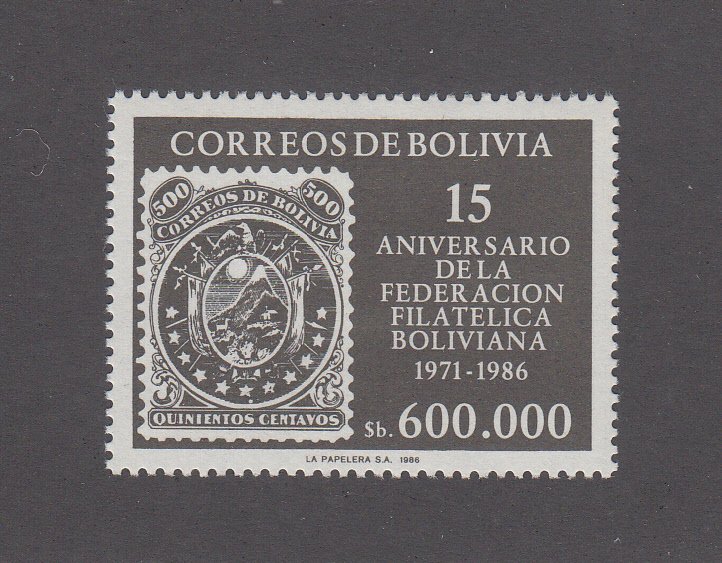 CORREOS DE BOLIVIA
500 500
CORREOS DE BOLIVIA
QUINIENTOS CENTAVOS
15
ANIVERSARIO
DE LA
FEDERACION
FILATELICA
BOLIVIANA
1971-1986
$b. 600.000
LA PAPELERA S.A. 1986